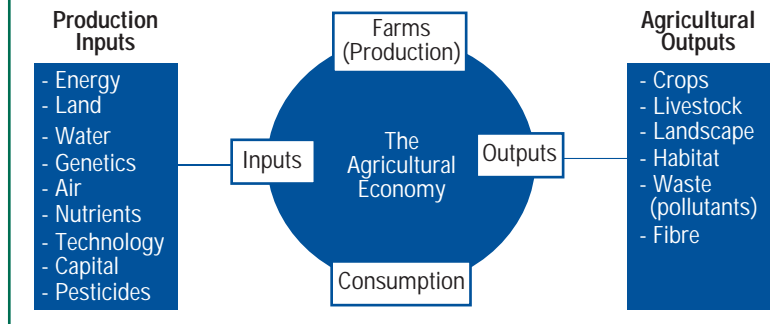 Production
Inputs
- Energy
- Land
- Water
- Genetics
- Air
- Nutrients
- Technology
- Capital
- Pesticides
Inputs
Farms
(Production)
The
Agricultural
Economy
Consumption
Outputs
Agricultural
Outputs
- Crops
- Livestock
- Landscape
- Habitat
- Waste
(pollutants)
- Fibre